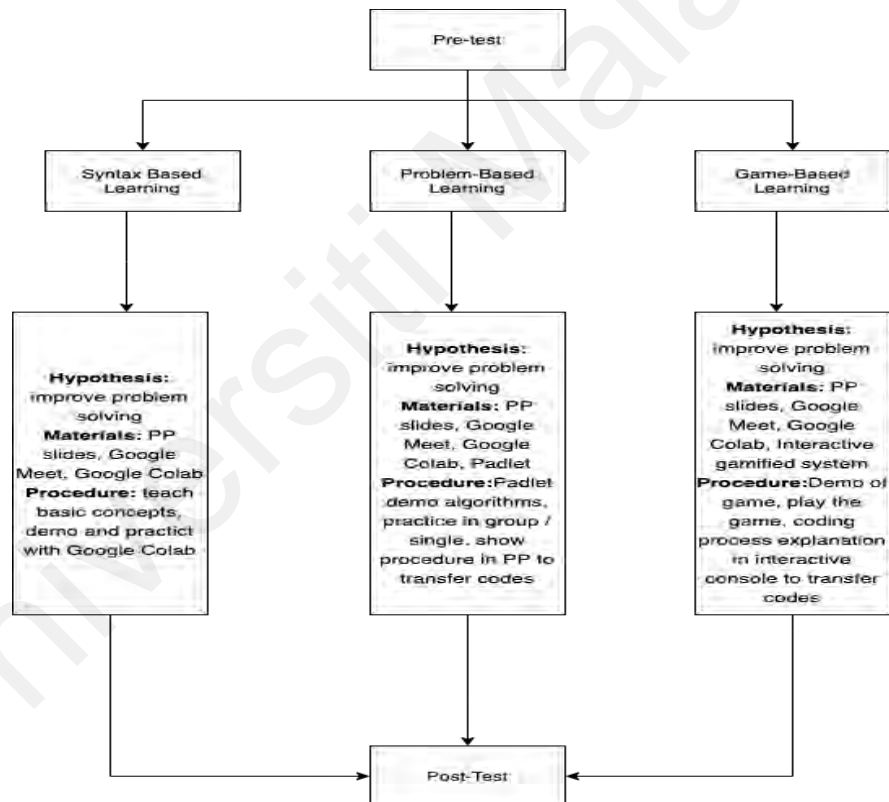 Pre-test
Syntax Based
Learning
Problem-Based
Learning
Game-Based
Learning
Hypothesis:
improve problem
solving
Materials: PP
slides, Google
Meet, Google Colab
Procedure: teach
basic concepts,
demo and practict
with Google Colab
Hypothesis:
improve problem
solving
Materials: PP
slides, Google
Meet, Google
Colab, Padlet
Procedure:Padlet
demo algorithms,
practice in group /
single, show
procedure in PP to
transfer codes
Hypothesis:
improve problem
solving
Materials: PP
slides, Google
Meet, Google
Colab, Interactive
gamified system
Procedure:Demo of
game, play the
game, coding
process explanation
in interactive
console to transfer
codes
Post-Test